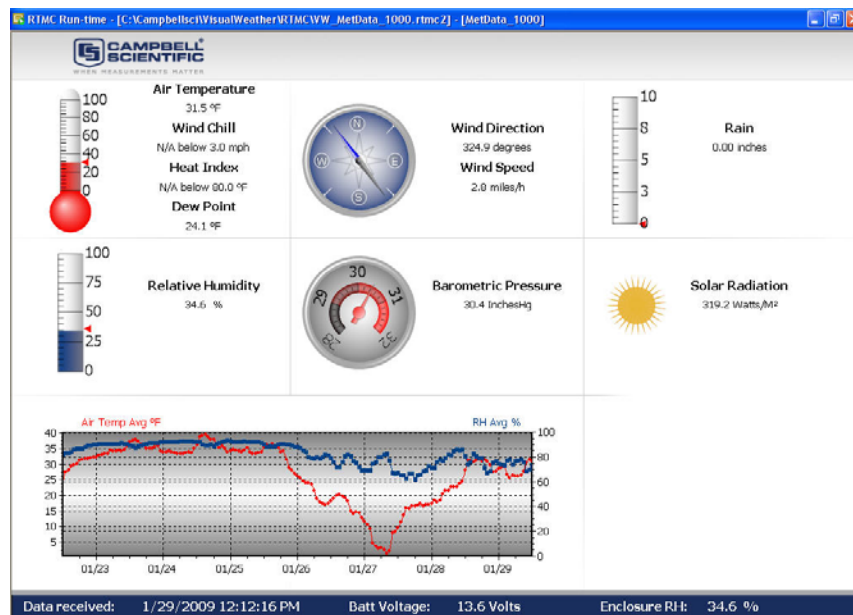 RTMC Run-time - [C:\Campbellsci\VisualWeather\RTMC\VW_MetData_1000.rtmc2] - [MetData_1000]
CAMPBELL
SCIENTIFIC
WHEN MEASUREMENTS MATTER
100
80
60
40
20
0
Air Temperature
31.5 ºF
Wind Chill
N/A below 3.0 mph
Heat Index
N/A below 80.0 ºF
Dew Point
24.1 ºF
N
W
E
S
Wind Direction
324.9 degrees
Wind Speed
2.8 miles/h
10
8
5
3
0
Rain
0.00 inches
100
75
50
25
0
Relative Humidity
34.6 %
28
29
30
31
32
Barometric Pressure
30.4 InchesHg
Solar Radiation
319.2 Watts/M²
Air Temp Avg ºF
RH Avg %
40
35
30
25
20
15
10
5
100
80
60
40
20
0
01/23 01/24 01/25 01/26 01/27 01/28 01/29
Data received: 1/29/2009 12:12:16 PM Batt Voltage: 13.6 Volts Enclosure RH: 34.6 %